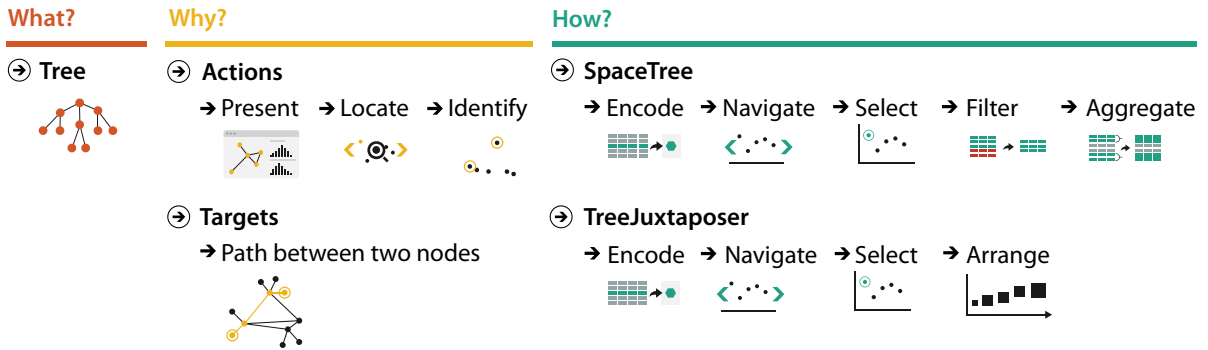 What?
Why?
How?
Tree
Actions
Present
Locate
Identify
Targets
Path between two nodes
SpaceTree
Encode
Navigate
Select
Filter
Aggregate
TreeJuxtaposer
Encode
Navigate
Select
Arrange